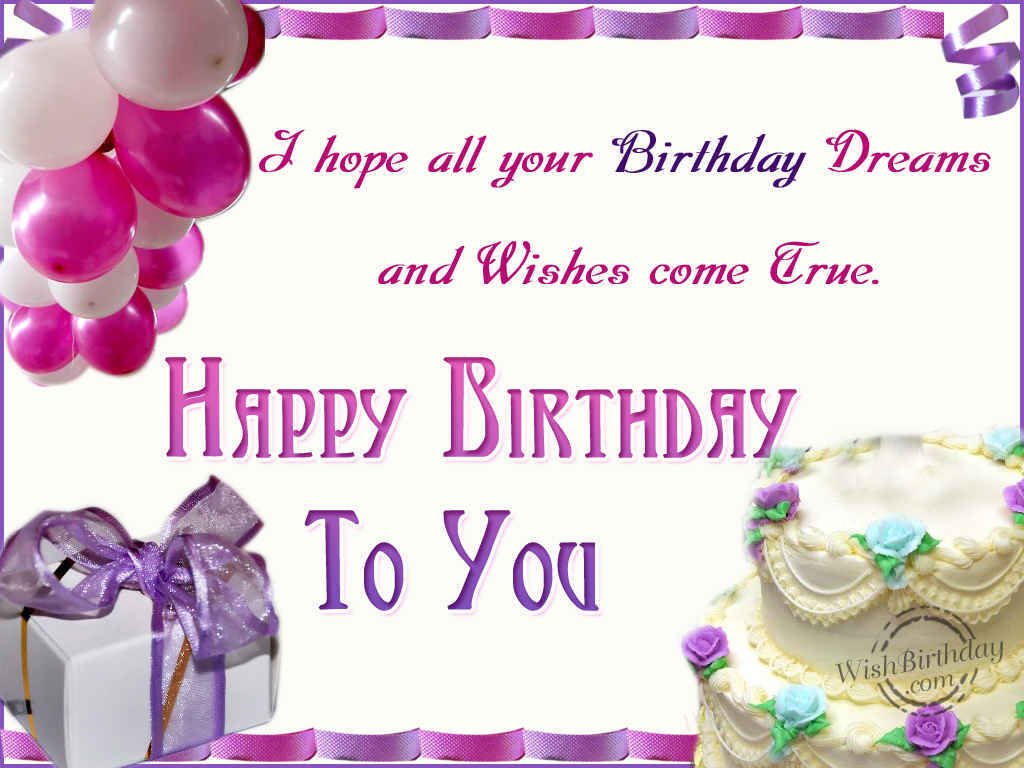 I hope all your Birthday Dreams
and Wishes come True.
Happy Birthday
To You
WishBirthday
.com